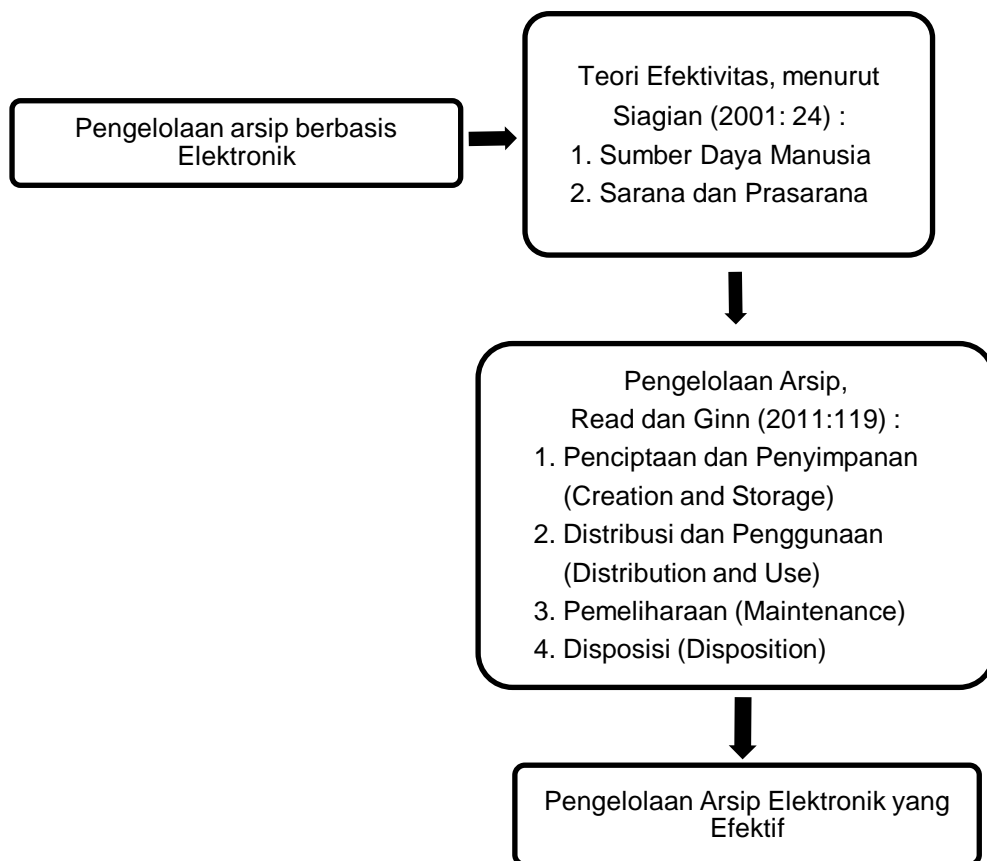 Pengelolaan arsip berbasis
Elektronik
Teori Efektivitas, menurut
Siagian (2001: 24) :
1. Sumber Daya Manusia
2. Sarana dan Prasarana
Pengelolaan Arsip,
Read dan Ginn (2011:119) :
1. Penciptaan dan Penyimpanan
(Creation and Storage)
2. Distribusi dan Penggunaan
(Distribution and Use)
3. Pemeliharaan (Maintenance)
4. Disposisi (Disposition)
Pengelolaan Arsip Elektronik yang
Efektif